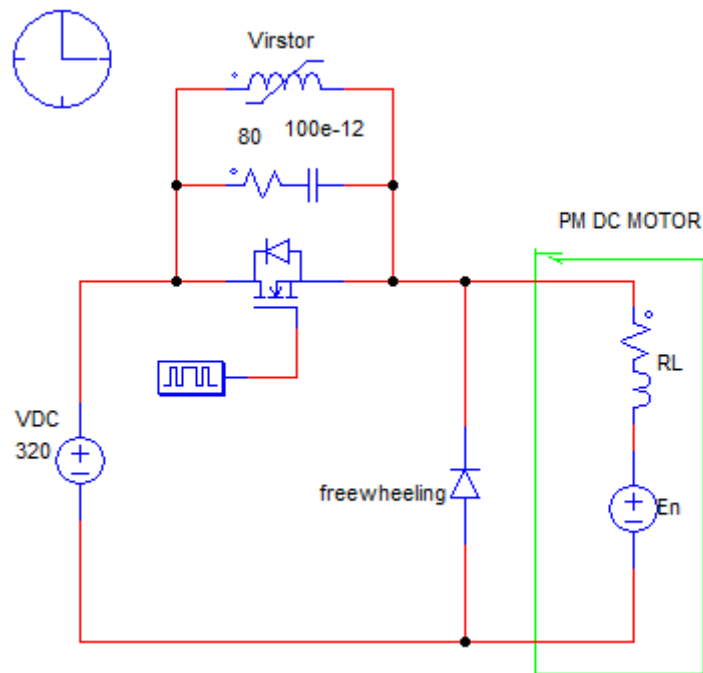 Virstor
80
100e-12
PM DC MOTOR
RL
VDC
320
freewheeling
En